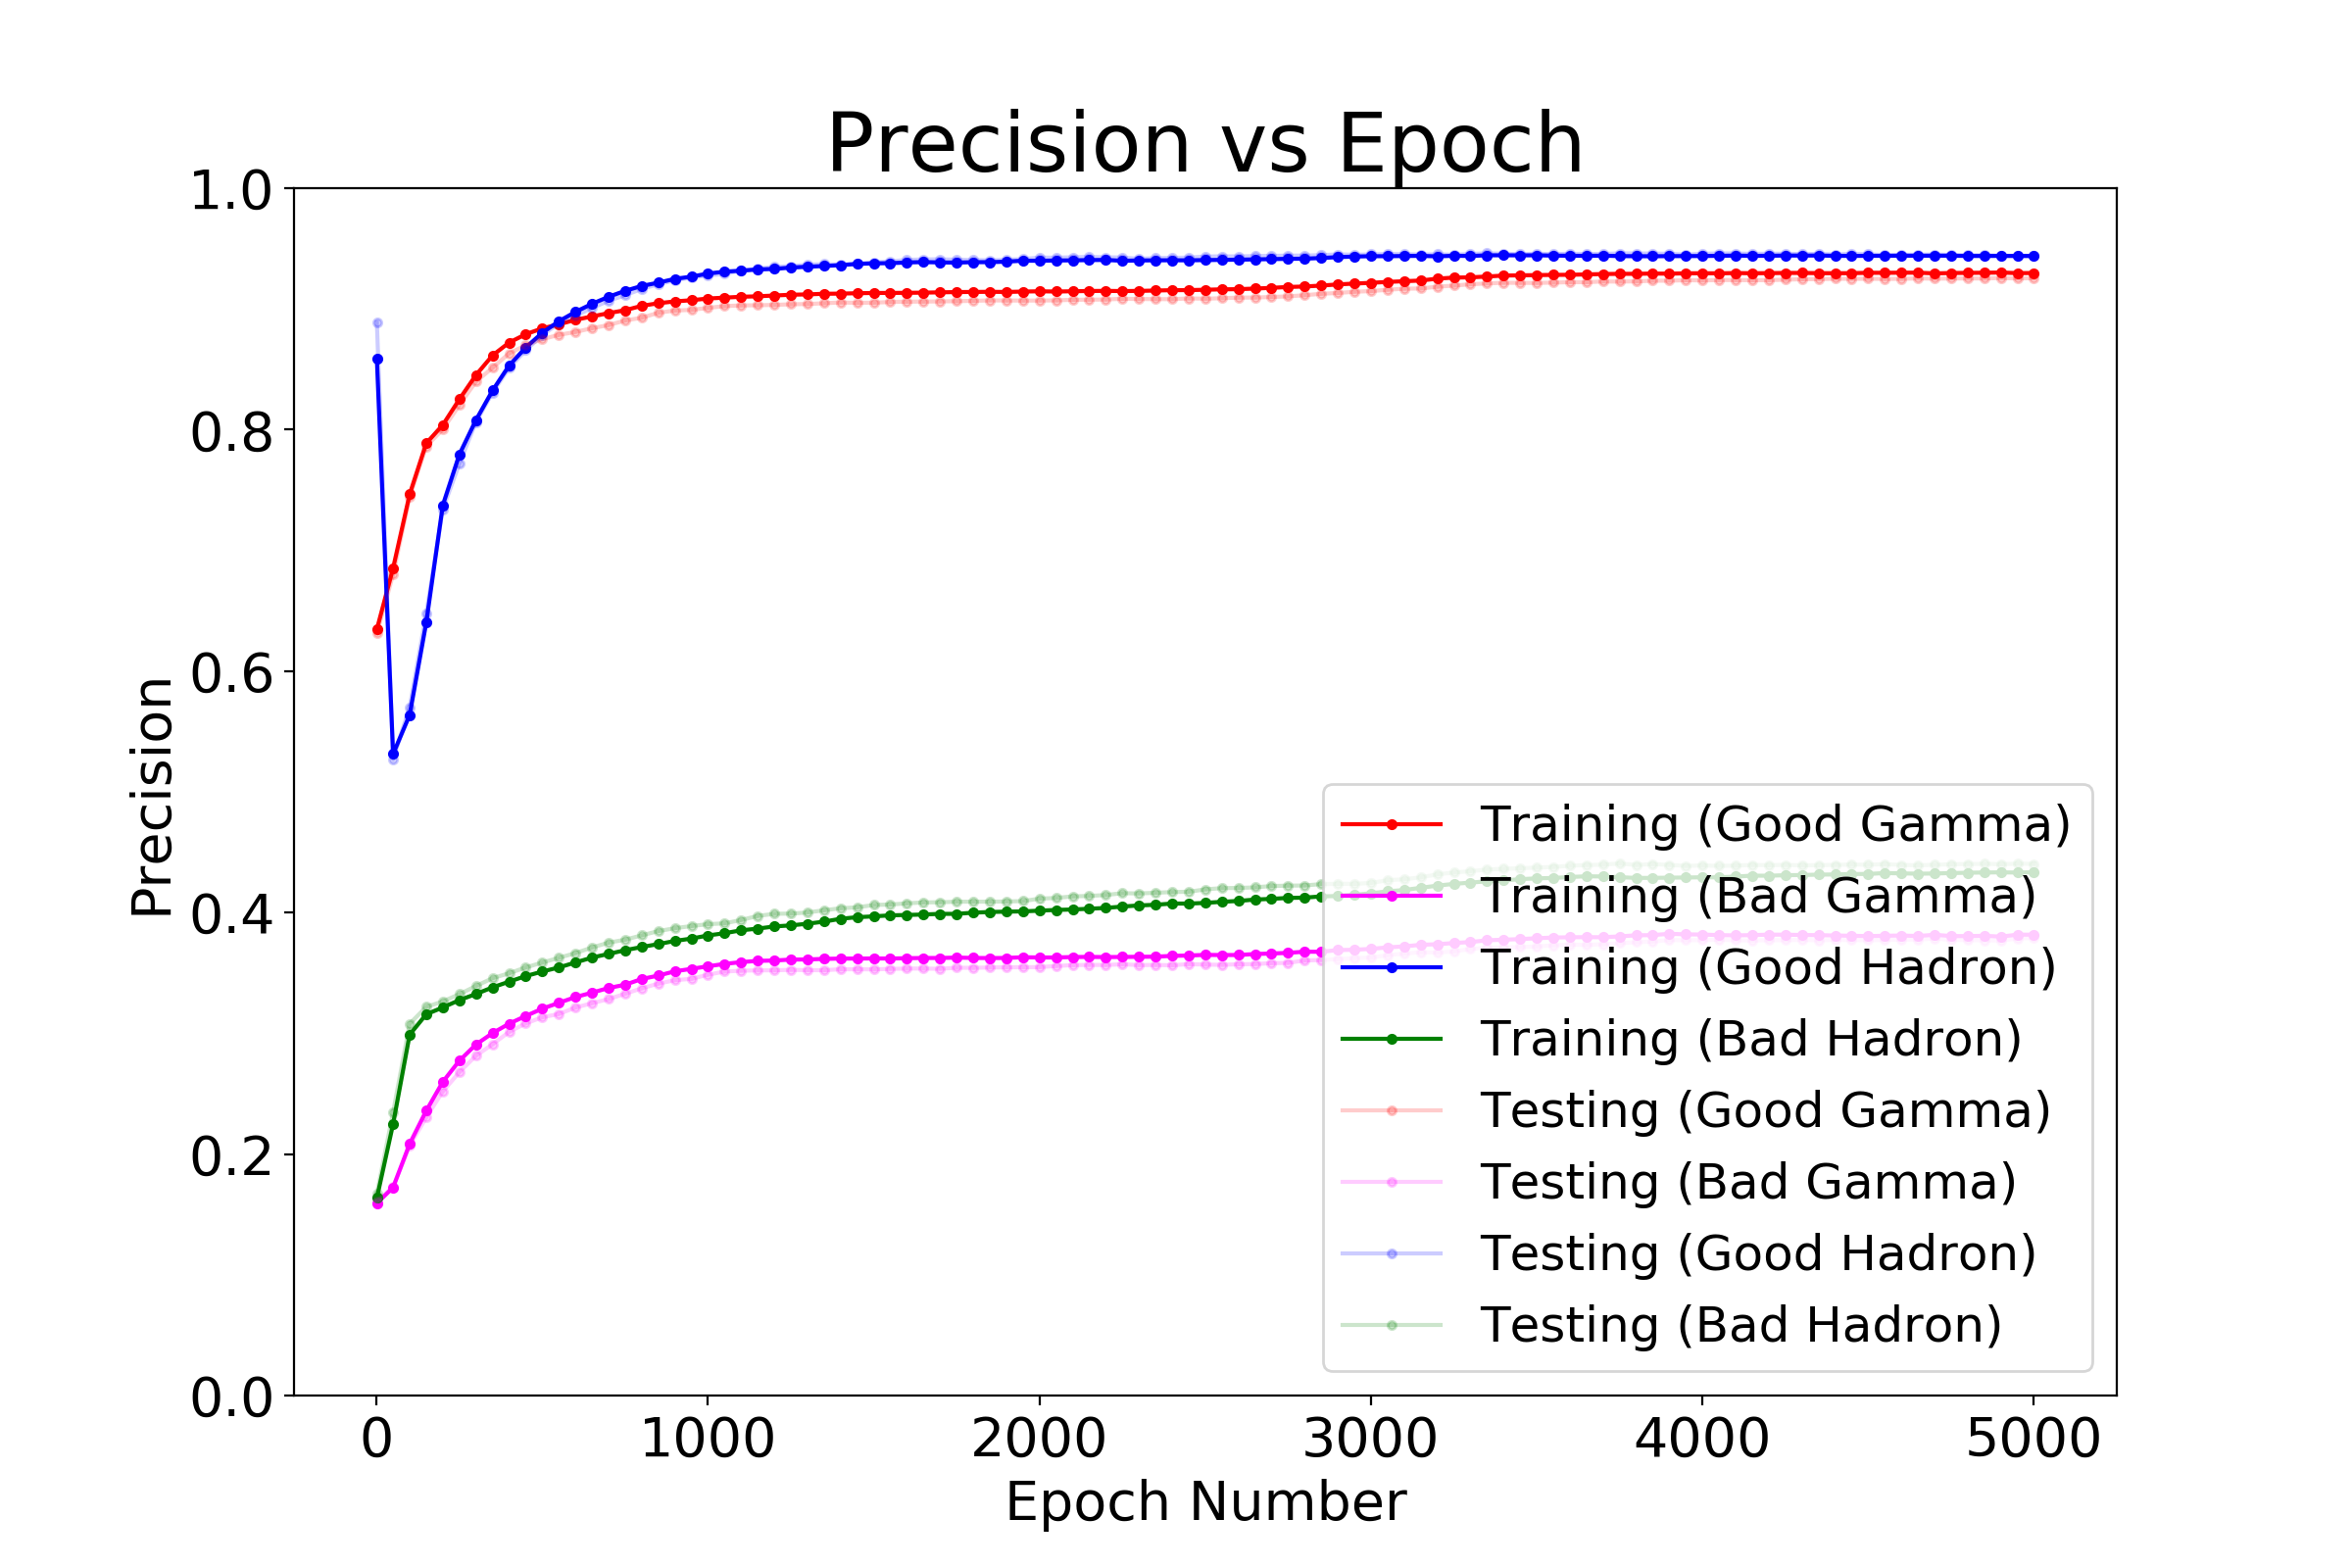 Precision vs Epoch
1.0
0.8
0.6
0.4
0.2
0.0
Precision
Training (Good Gamma)
Training (Bad Gamma)
Training (Good Hadron)
Training (Bad Hadron)
Testing (Good Gamma)
Testing (Bad Gamma)
Testing (Good Hadron)
Testing (Bad Hadron)
0 1000 2000 3000 4000 5000
Epoch Number